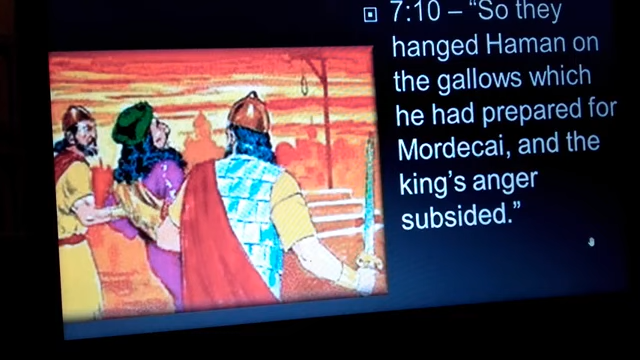 7:10 – “So they
hanged Haman on
the gallows which
he had prepared for
Mordecai, and the
king’s anger
subsided.”